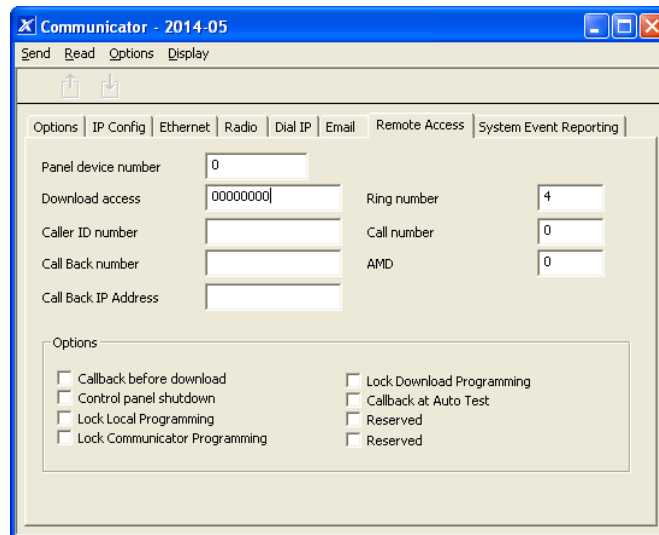 Communicator - 2014-05
Send Read Options Display
Options IP Config Ethernet Radio Dial IP Email Remote Access System Event Reporting
Panel device number 0
Download access 00000000 Ring number 4
Caller ID number Call number 0
Call Back number AMD 0
Call Back IP Address
Options
Callback before download Lock Download Programming
Control panel shutdown Callback at Auto Test
Lock Local Programming Reserved
Lock Communicator Programming Reserved